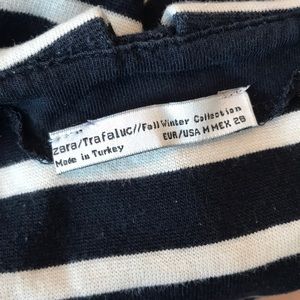 zara/Trafaluc//Fall Winter Collection
EUR/USA M MEX 28
Made in Turkey